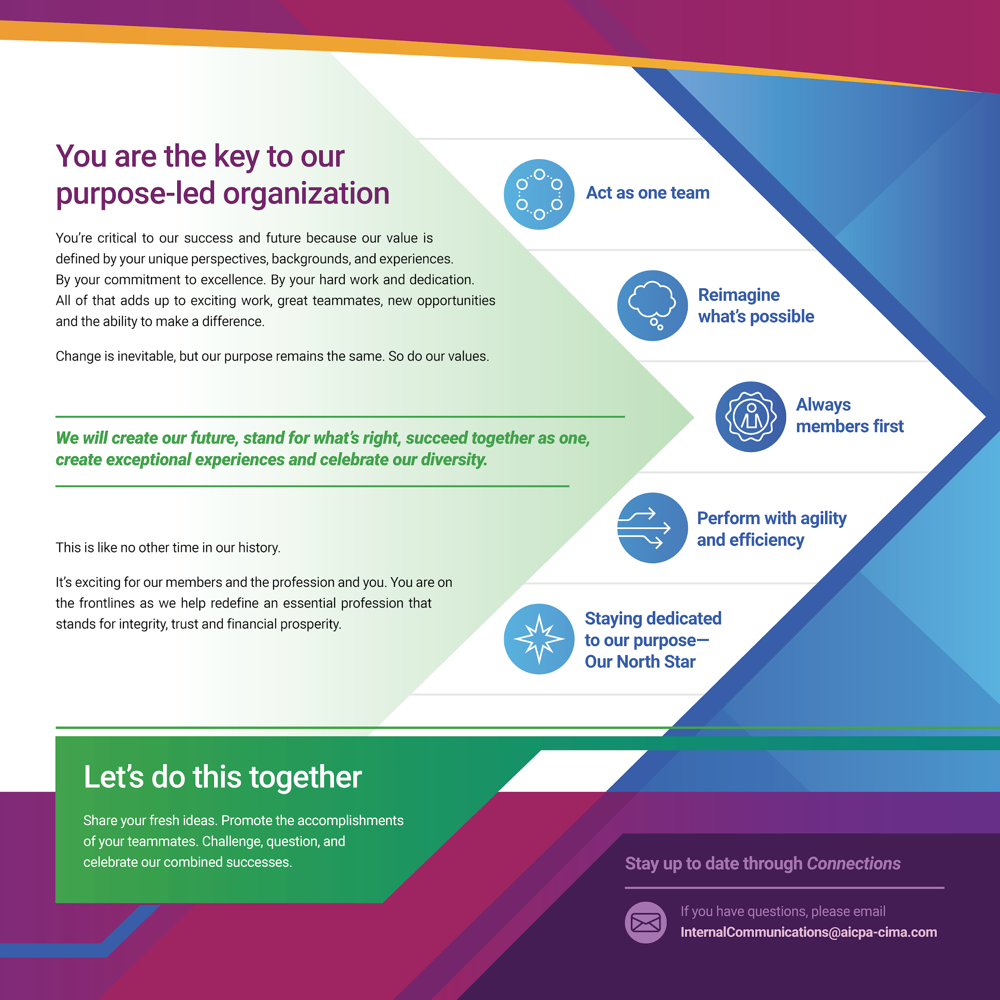 You are the key to our
purpose-led organization
You’re critical to our success and future because our value is
defined by your unique perspectives, backgrounds, and experiences.
By your commitment to excellence. By your hard work and dedication.
All of that adds up to exciting work, great teammates, new opportunities
and the ability to make a difference.
Change is inevitable, but our purpose remains the same. So do our values.
We will create our future, stand for what’s right, succeed together as one,
create exceptional experiences and celebrate our diversity.
This is like no other time in our history.
It’s exciting for our members and the profession and you. You are on
the frontlines as we help redefine an essential profession that
stands for integrity, trust and financial prosperity.
Act as one team
Reimagine
what’s possible
Always
members first
Perform with agility
and efficiency
Staying dedicated
to our purpose—
Our North Star
Let’s do this together
Share your fresh ideas. Promote the accomplishments
of your teammates. Challenge, question, and
celebrate our combined successes.
Stay up to date through Connections
If you have questions, please email
InternalCommunications@aicpa-cima.com